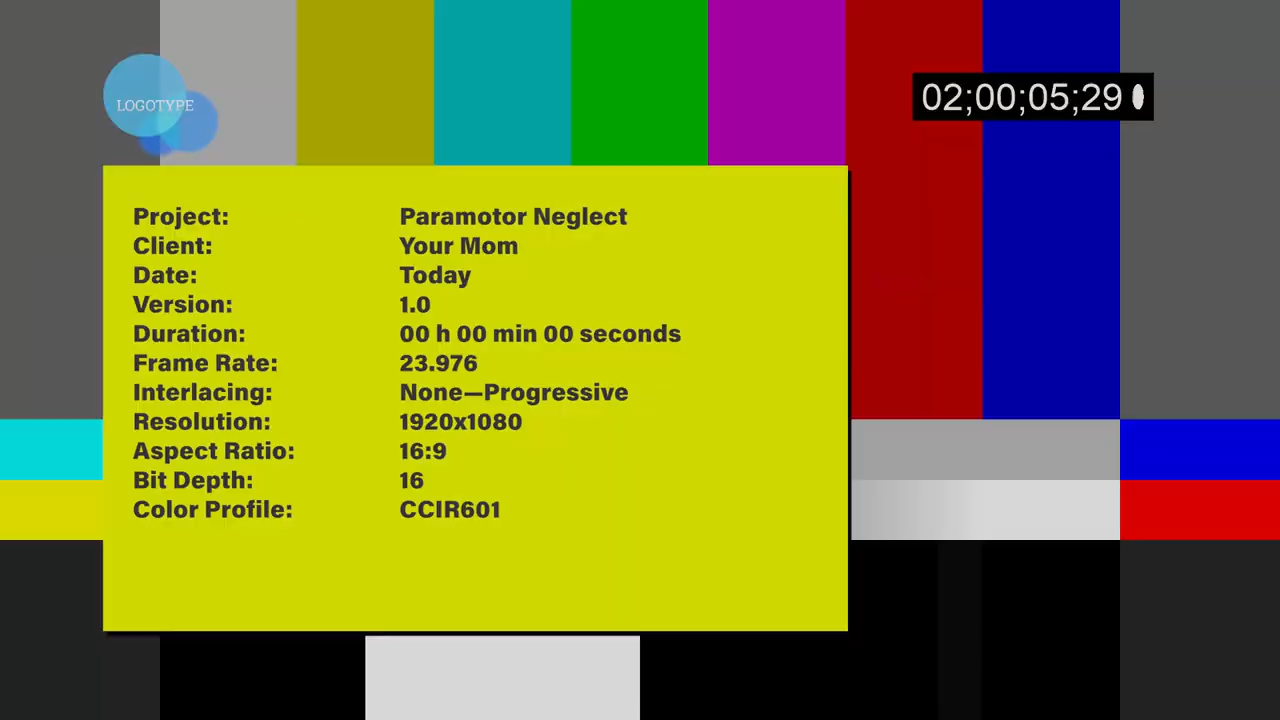 LOGOTYPE
02;00;05;29
Project: Paramotor Neglect
Client: Your Mom
Date: Today
Version: 1.0
Duration: 00 h 00 min 00 seconds
Frame Rate: 23.976
Interlacing: None—Progressive
Resolution: 1920x1080
Aspect Ratio: 16:9
Bit Depth: 16
Color Profile: CCIR601